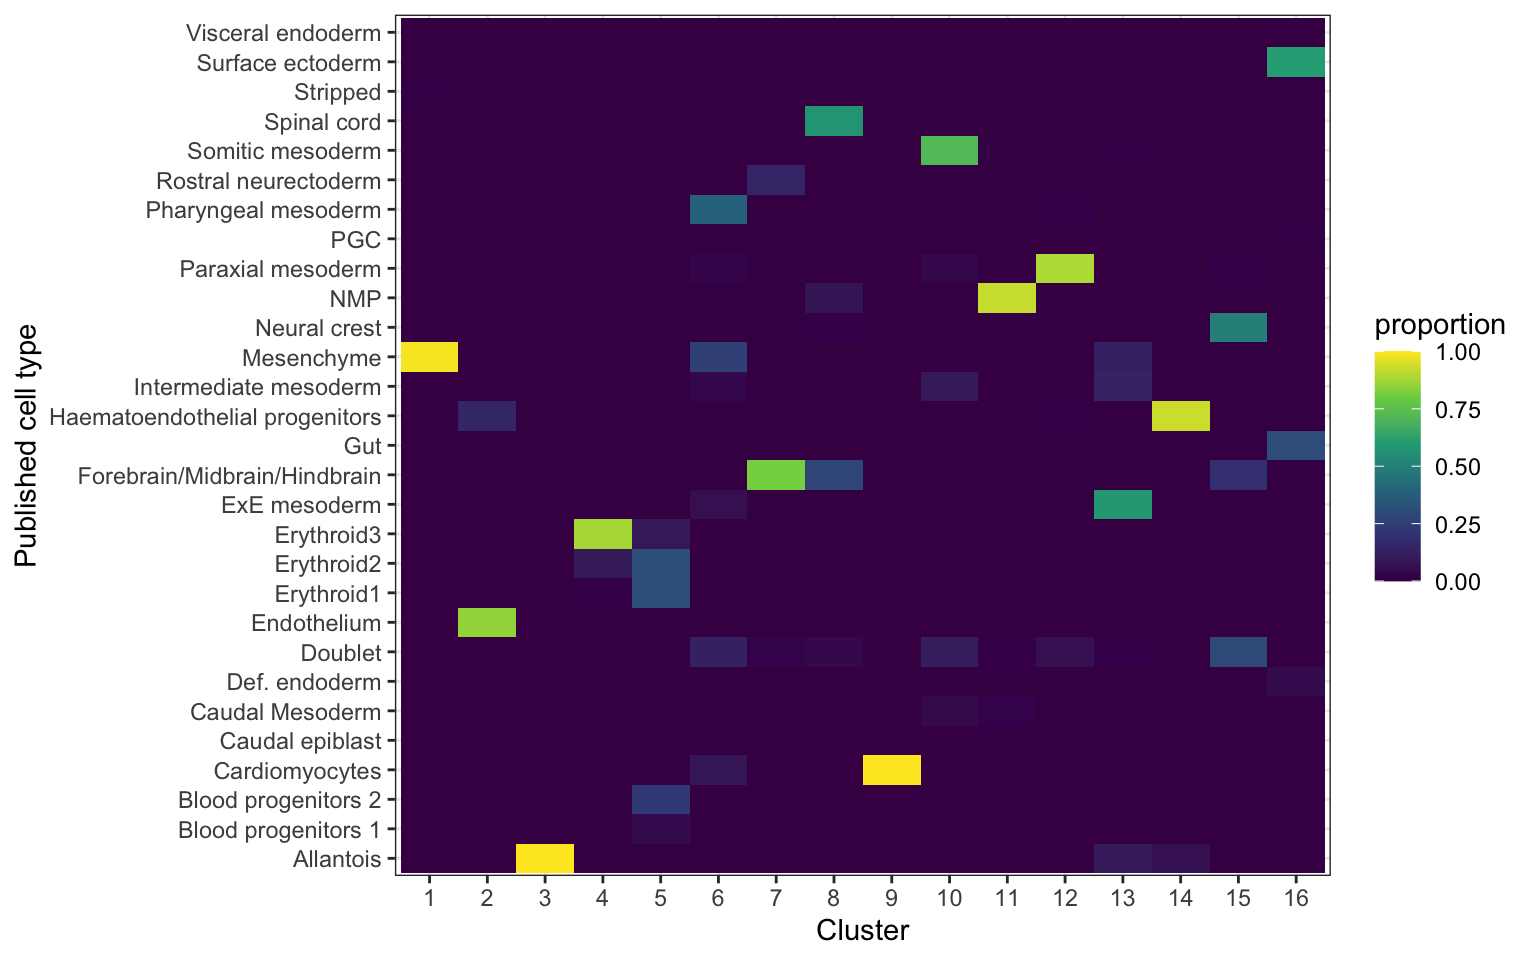 Visceral endoderm
Surface ectoderm
Stripped
Spinal cord
Somitic mesoderm
Rostral neurectoderm
Pharyngeal mesoderm
PGC
Paraxial mesoderm
NMP
Neural crest
Mesenchyme
Intermediate mesoderm
Haematoendothelial progenitors
Gut
Forebrain/Midbrain/Hindbrain
ExE mesoderm
Erythroid3
Erythroid2
Erythroid1
Endothelium
Doublet
Def. endoderm
Caudal Mesoderm
Caudal epiblast
Cardiomyocytes
Blood progenitors 2
Blood progenitors 1
Allantois
Published cell type
1 2 3 4 5 6 7 8 9 10 11 12 13 14 15 16
Cluster
proportion
1.00
0.75
0.50
0.25
0.00